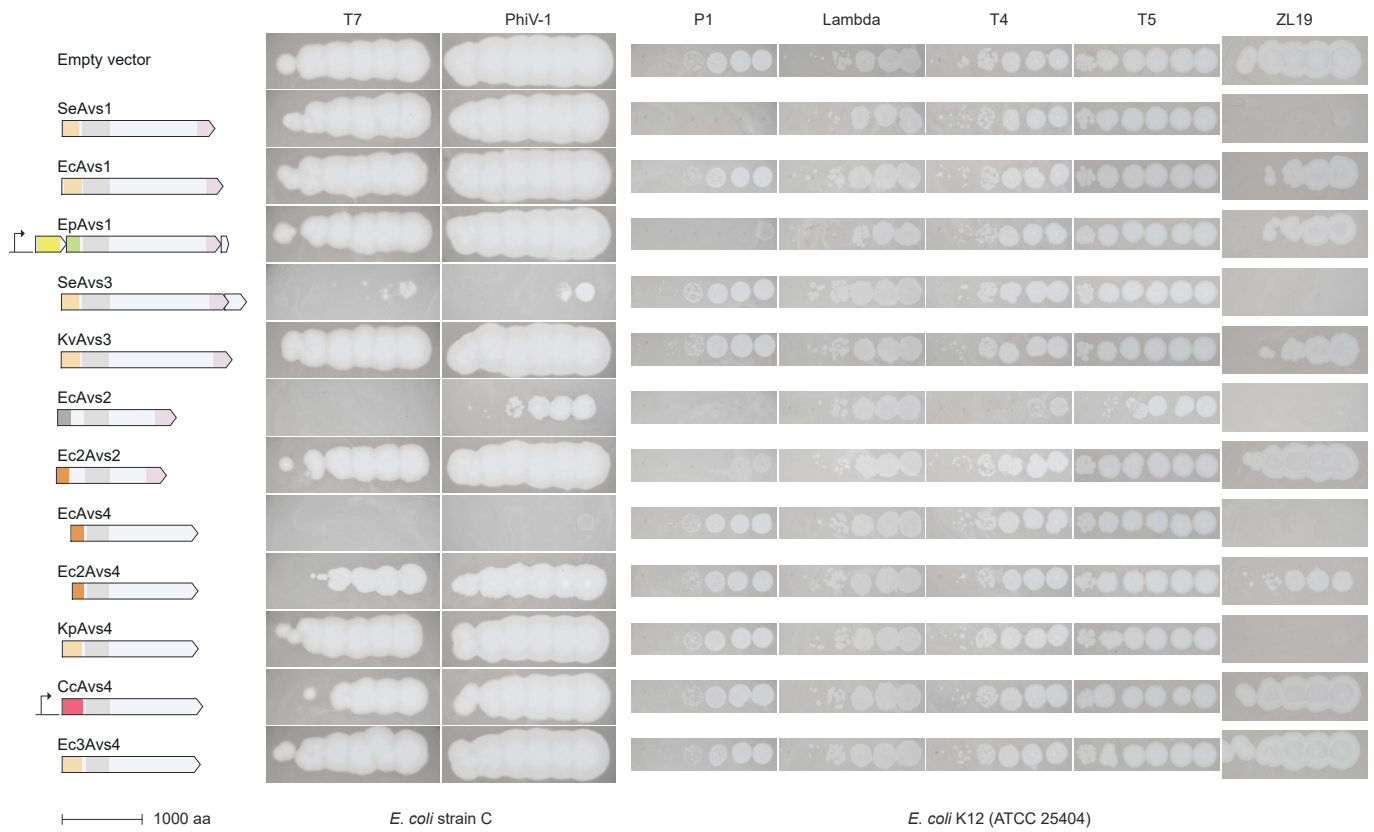 T7 PhiV-1 P1 Lambda T4 T5 ZL19
Empty vector
SeAvs1
EcAvs1
EpAvs1
SeAvs3
KvAvs3
EcAvs2
Ec2Avs2
EcAvs4
Ec2Avs4
KpAvs4
CcAvs4
Ec3Avs4
1000 aa E. coli strain C E. coli K12 (ATCC 25404)